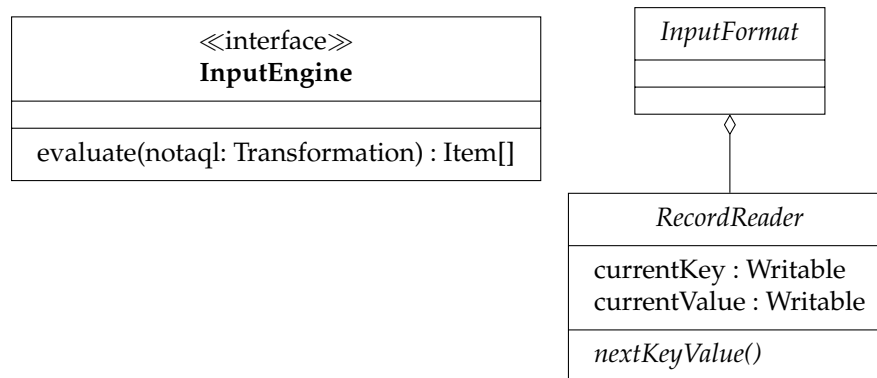 ≪interface≫
InputEngine
evaluate(notaql: Transformation) : Item[]
InputFormat
RecordReader
currentKey : Writable
currentValue : Writable
nextKeyValue()